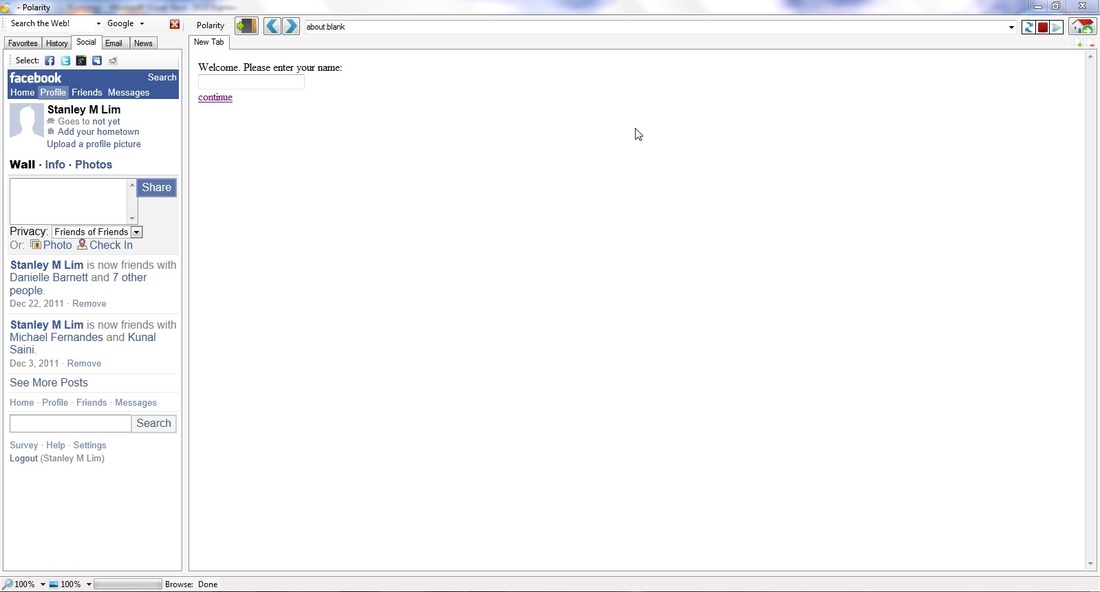 - Polarity
Search the Web!
Google
Polarity
about:blank
Favorites
History
Social
Email
News
New Tab
Select:
facebook
Search
Home
Profile
Friends
Messages
Stanley M Lim
Goes to not yet
Add your hometown
Upload a profile picture
Wall · Info · Photos
Share
Privacy: Friends of Friends
Or: Photo Check In
Stanley M Lim is now friends with
Danielle Barnett and 7 other
people.
Dec 22, 2011 · Remove
Stanley M Lim is now friends with
Michael Fernandes and Kunal
Saini.
Dec 3, 2011 · Remove
See More Posts
Home · Profile · Friends · Messages
Search
Survey · Help · Settings
Logout (Stanley M Lim)
Welcome. Please enter your name:
continue
100%
100%
Browse: Done